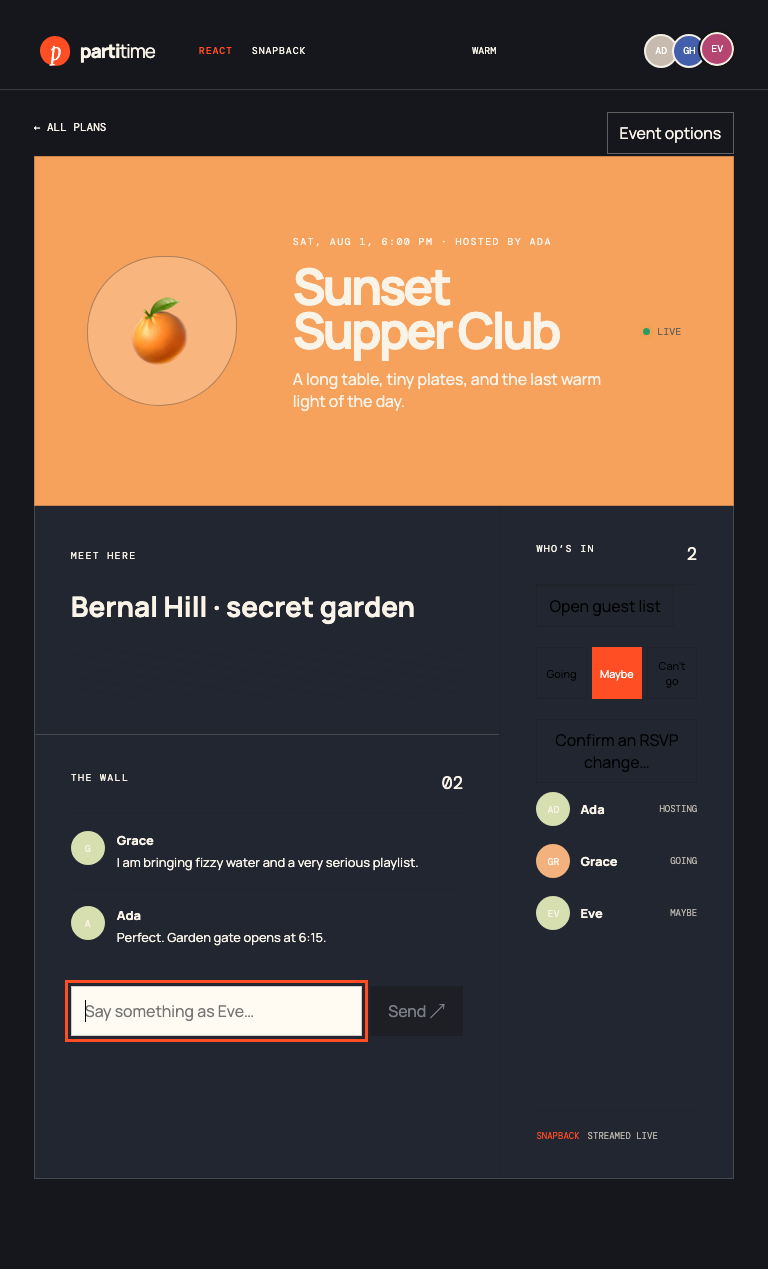 p partitime
REACT SNAPBACK WARM AD GH EV
← ALL PLANS
Event options
SAT, AUG 1, 6:00 PM · HOSTED BY ADA
Sunset
Supper Club
A long table, tiny plates, and the last warm
light of the day.
LIVE
MEET HERE
Bernal Hill · secret garden
WHO'S IN 2
Open guest list
Going
Maybe
Can't
go
Confirm an RSVP
change…
AD Ada HOSTING
GR Grace GOING
EV Eve MAYBE
THE WALL 02
G Grace
I am bringing fizzy water and a very serious playlist.
A Ada
Perfect. Garden gate opens at 6:15.
Say something as Eve…
Send ↗
SNAPBACK STREAMED LIVE